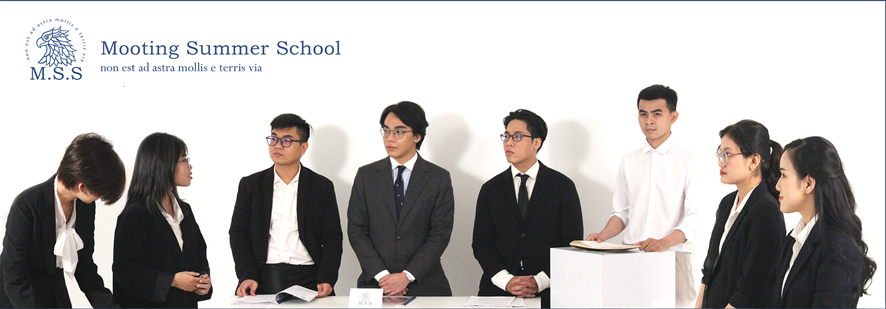 non est ad astra mollis e terris via
M.S.S
Mooting Summer School
non est ad astra mollis e terris via
M.S.S